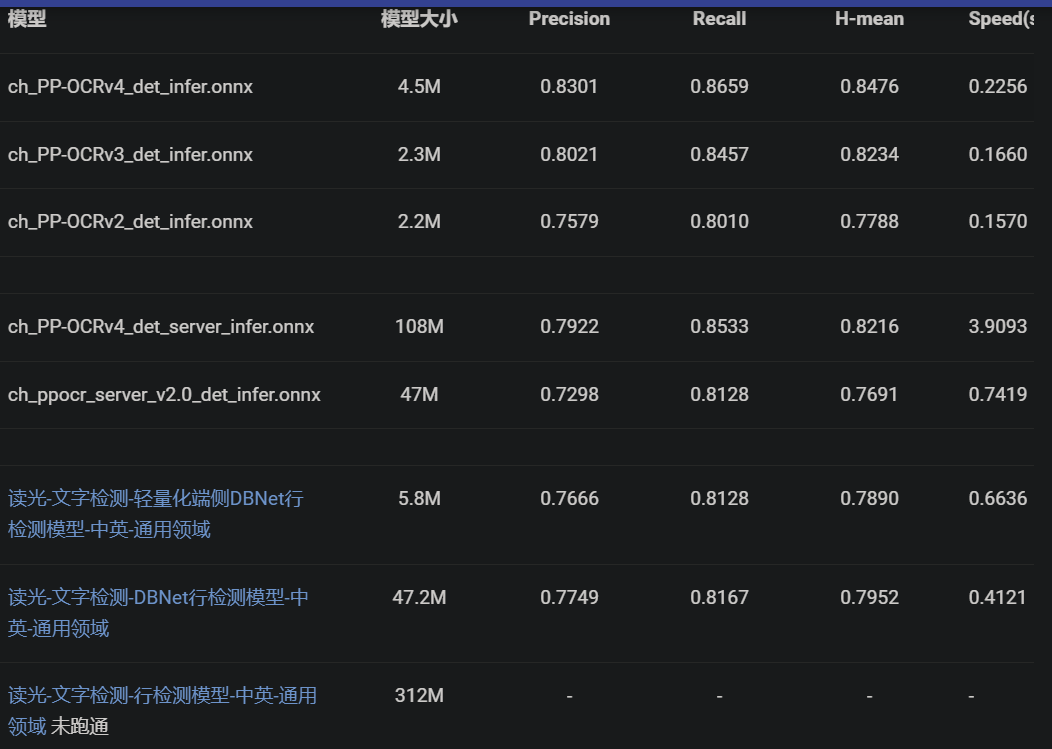 模型 模型大小 Precision Recall H-mean Speed(s
ch_PP-OCRv4_det_infer.onnx 4.5M 0.8301 0.8659 0.8476 0.2256
ch_PP-OCRv3_det_infer.onnx 2.3M 0.8021 0.8457 0.8234 0.1660
ch_PP-OCRv2_det_infer.onnx 2.2M 0.7579 0.8010 0.7788 0.1570
ch_PP-OCRv4_det_server_infer.onnx 108M 0.7922 0.8533 0.8216 3.9093
ch_ppocr_server_v2.0_det_infer.onnx 47M 0.7298 0.8128 0.7691 0.7419
读光-文字检测-轻量化端侧DBNet行 5.8M 0.7666 0.8128 0.7890 0.6636
检测模型-中英-通用领域
读光-文字检测-DBNet行检测模型-中 47.2M 0.7749 0.8167 0.7952 0.4121
英-通用领域
读光-文字检测-行检测模型-中英-通用 312M - - - -
领域 未跑通